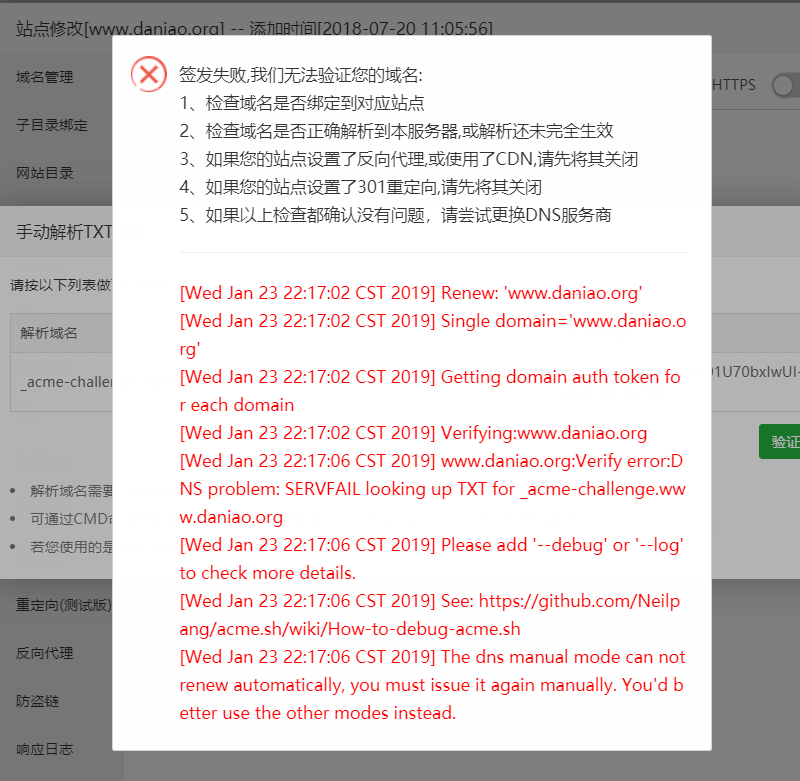 站点修改[www.daniao.org] -- 添加时间[2018-07-20 11:05:56]
域名管理
子目录绑定
网站目录
HTTPS
签发失败,我们无法验证您的域名:
1、检查域名是否绑定到对应站点
2、检查域名是否正确解析到本服务器,或解析还未完全生效
3、如果您的站点设置了反向代理,或使用了CDN,请先将其关闭
4、如果您的站点设置了301重定向,请先将其关闭
5、如果以上检查都确认没有问题，请尝试更换DNS服务商
手动解析TXT
请按以下列表做
解析域名
_acme-challen
01U70bxIwUI-
验证
解析域名需要
可通过CMD
若您使用的是
[Wed Jan 23 22:17:02 CST 2019] Renew: 'www.daniao.org'
[Wed Jan 23 22:17:02 CST 2019] Single domain='www.daniao.o
rg'
[Wed Jan 23 22:17:02 CST 2019] Getting domain auth token fo
r each domain
[Wed Jan 23 22:17:02 CST 2019] Verifying:www.daniao.org
[Wed Jan 23 22:17:06 CST 2019] www.daniao.org:Verify error:D
NS problem: SERVFAIL looking up TXT for _acme-challenge.ww
w.daniao.org
[Wed Jan 23 22:17:06 CST 2019] Please add '--debug' or '--log'
to check more details.
[Wed Jan 23 22:17:06 CST 2019] See: https://github.com/Neilp
ang/acme.sh/wiki/How-to-debug-acme.sh
[Wed Jan 23 22:17:06 CST 2019] The dns manual mode can not
renew automatically, you must issue it again manually. You'd b
etter use the other modes instead.
重定向(测试版)
反向代理
防盗链
响应日志